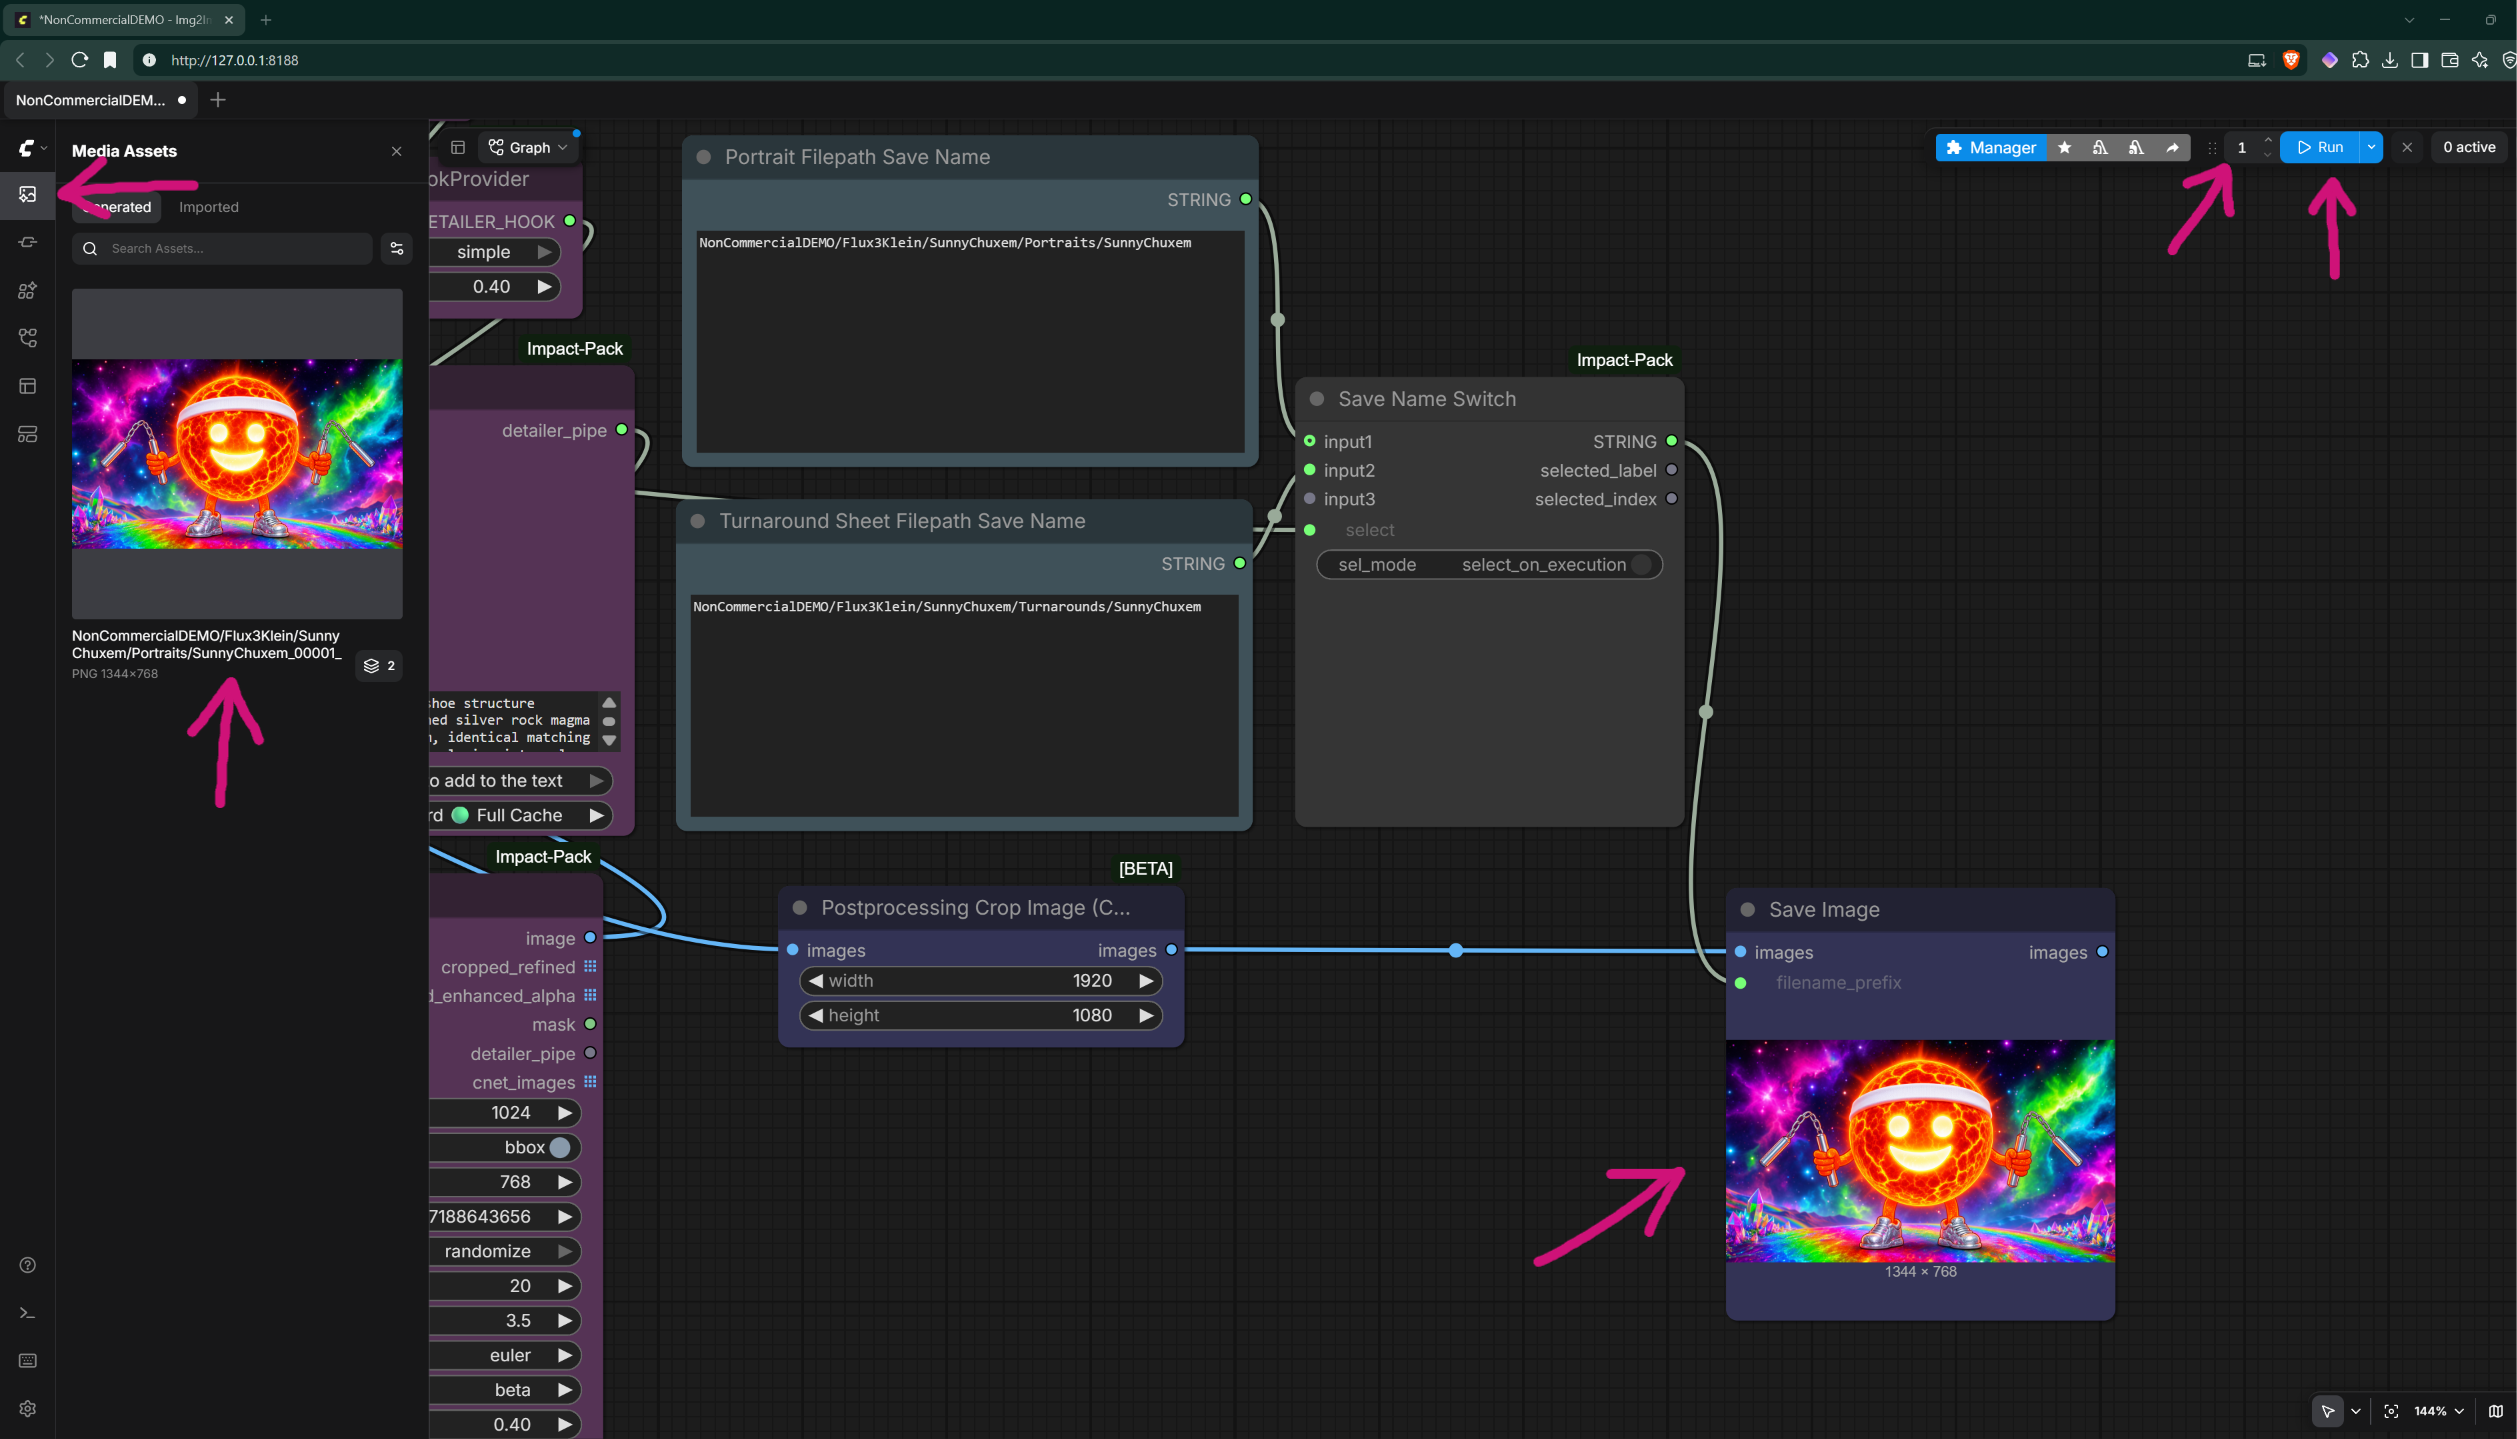 *NonCommercialDEMO - Img2In
http://127.0.0.1:8188
NonCommercialDEM...
Media Assets
Generated
Imported
Search Assets...
NonCommercialDEMO/Flux3Klein/Sunny
Chuxem/Portraits/SunnyChuxem_00001_
PNG 1344×768
2
Graph
Manager
1
Run
0 active
okProvider
ETAILER_HOOK
simple
0.40
Impact-Pack
detailer_pipe
hoe structure
ned silver rock magma
, identical matching
o add to the text
rd Full Cache
Impact-Pack
image
cropped_refined
d_enhanced_alpha
mask
detailer_pipe
cnet_images
1024
bbox
768
7188643656
randomize
20
3.5
euler
beta
0.40
Portrait Filepath Save Name
STRING
NonCommercialDEMO/Flux3Klein/SunnyChuxem/Portraits/SunnyChuxem
Turnaround Sheet Filepath Save Name
STRING
NonCommercialDEMO/Flux3Klein/SunnyChuxem/Turnarounds/SunnyChuxem
Impact-Pack
Save Name Switch
input1 STRING
input2 selected_label
input3 selected_index
select
sel_mode select_on_execution
[BETA]
Postprocessing Crop Image (C...
images images
width 1920
height 1080
Save Image
images images
filename_prefix
1344 × 768
144%